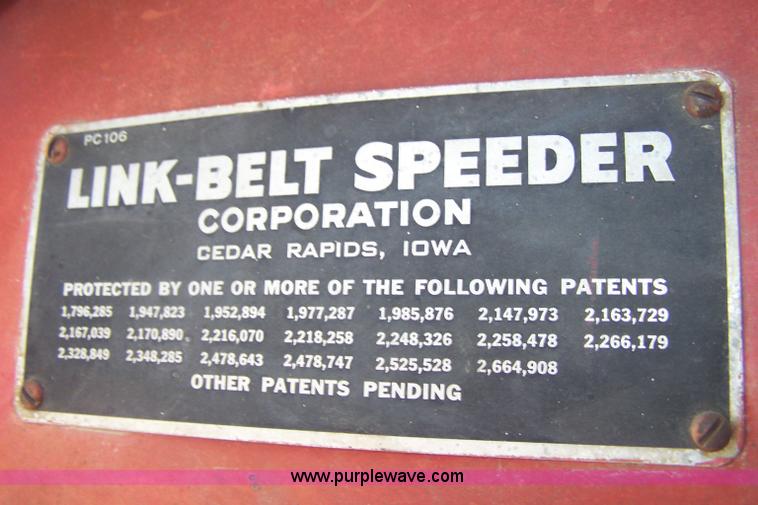 PC106
LINK-BELT SPEEDER
CORPORATION
CEDAR RAPIDS, IOWA
PROTECTED BY ONE OR MORE OF THE FOLLOWING PATENTS
1,796,285 1,947,823 1,952,894 1,977,287 1,985,876 2,147,973 2,163,729
2,167,039 2,170,890 2,216,070 2,218,258 2,248,326 2,258,478 2,266,179
2,328,849 2,348,285 2,478,643 2,478,747 2,525,528 2,664,908
OTHER PATENTS PENDING
www.purplewave.com